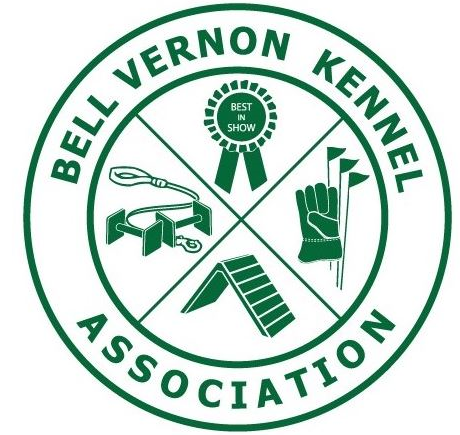 BELL VERNON KENNEL
BEST
IN
SHOW
ASSOCIATION